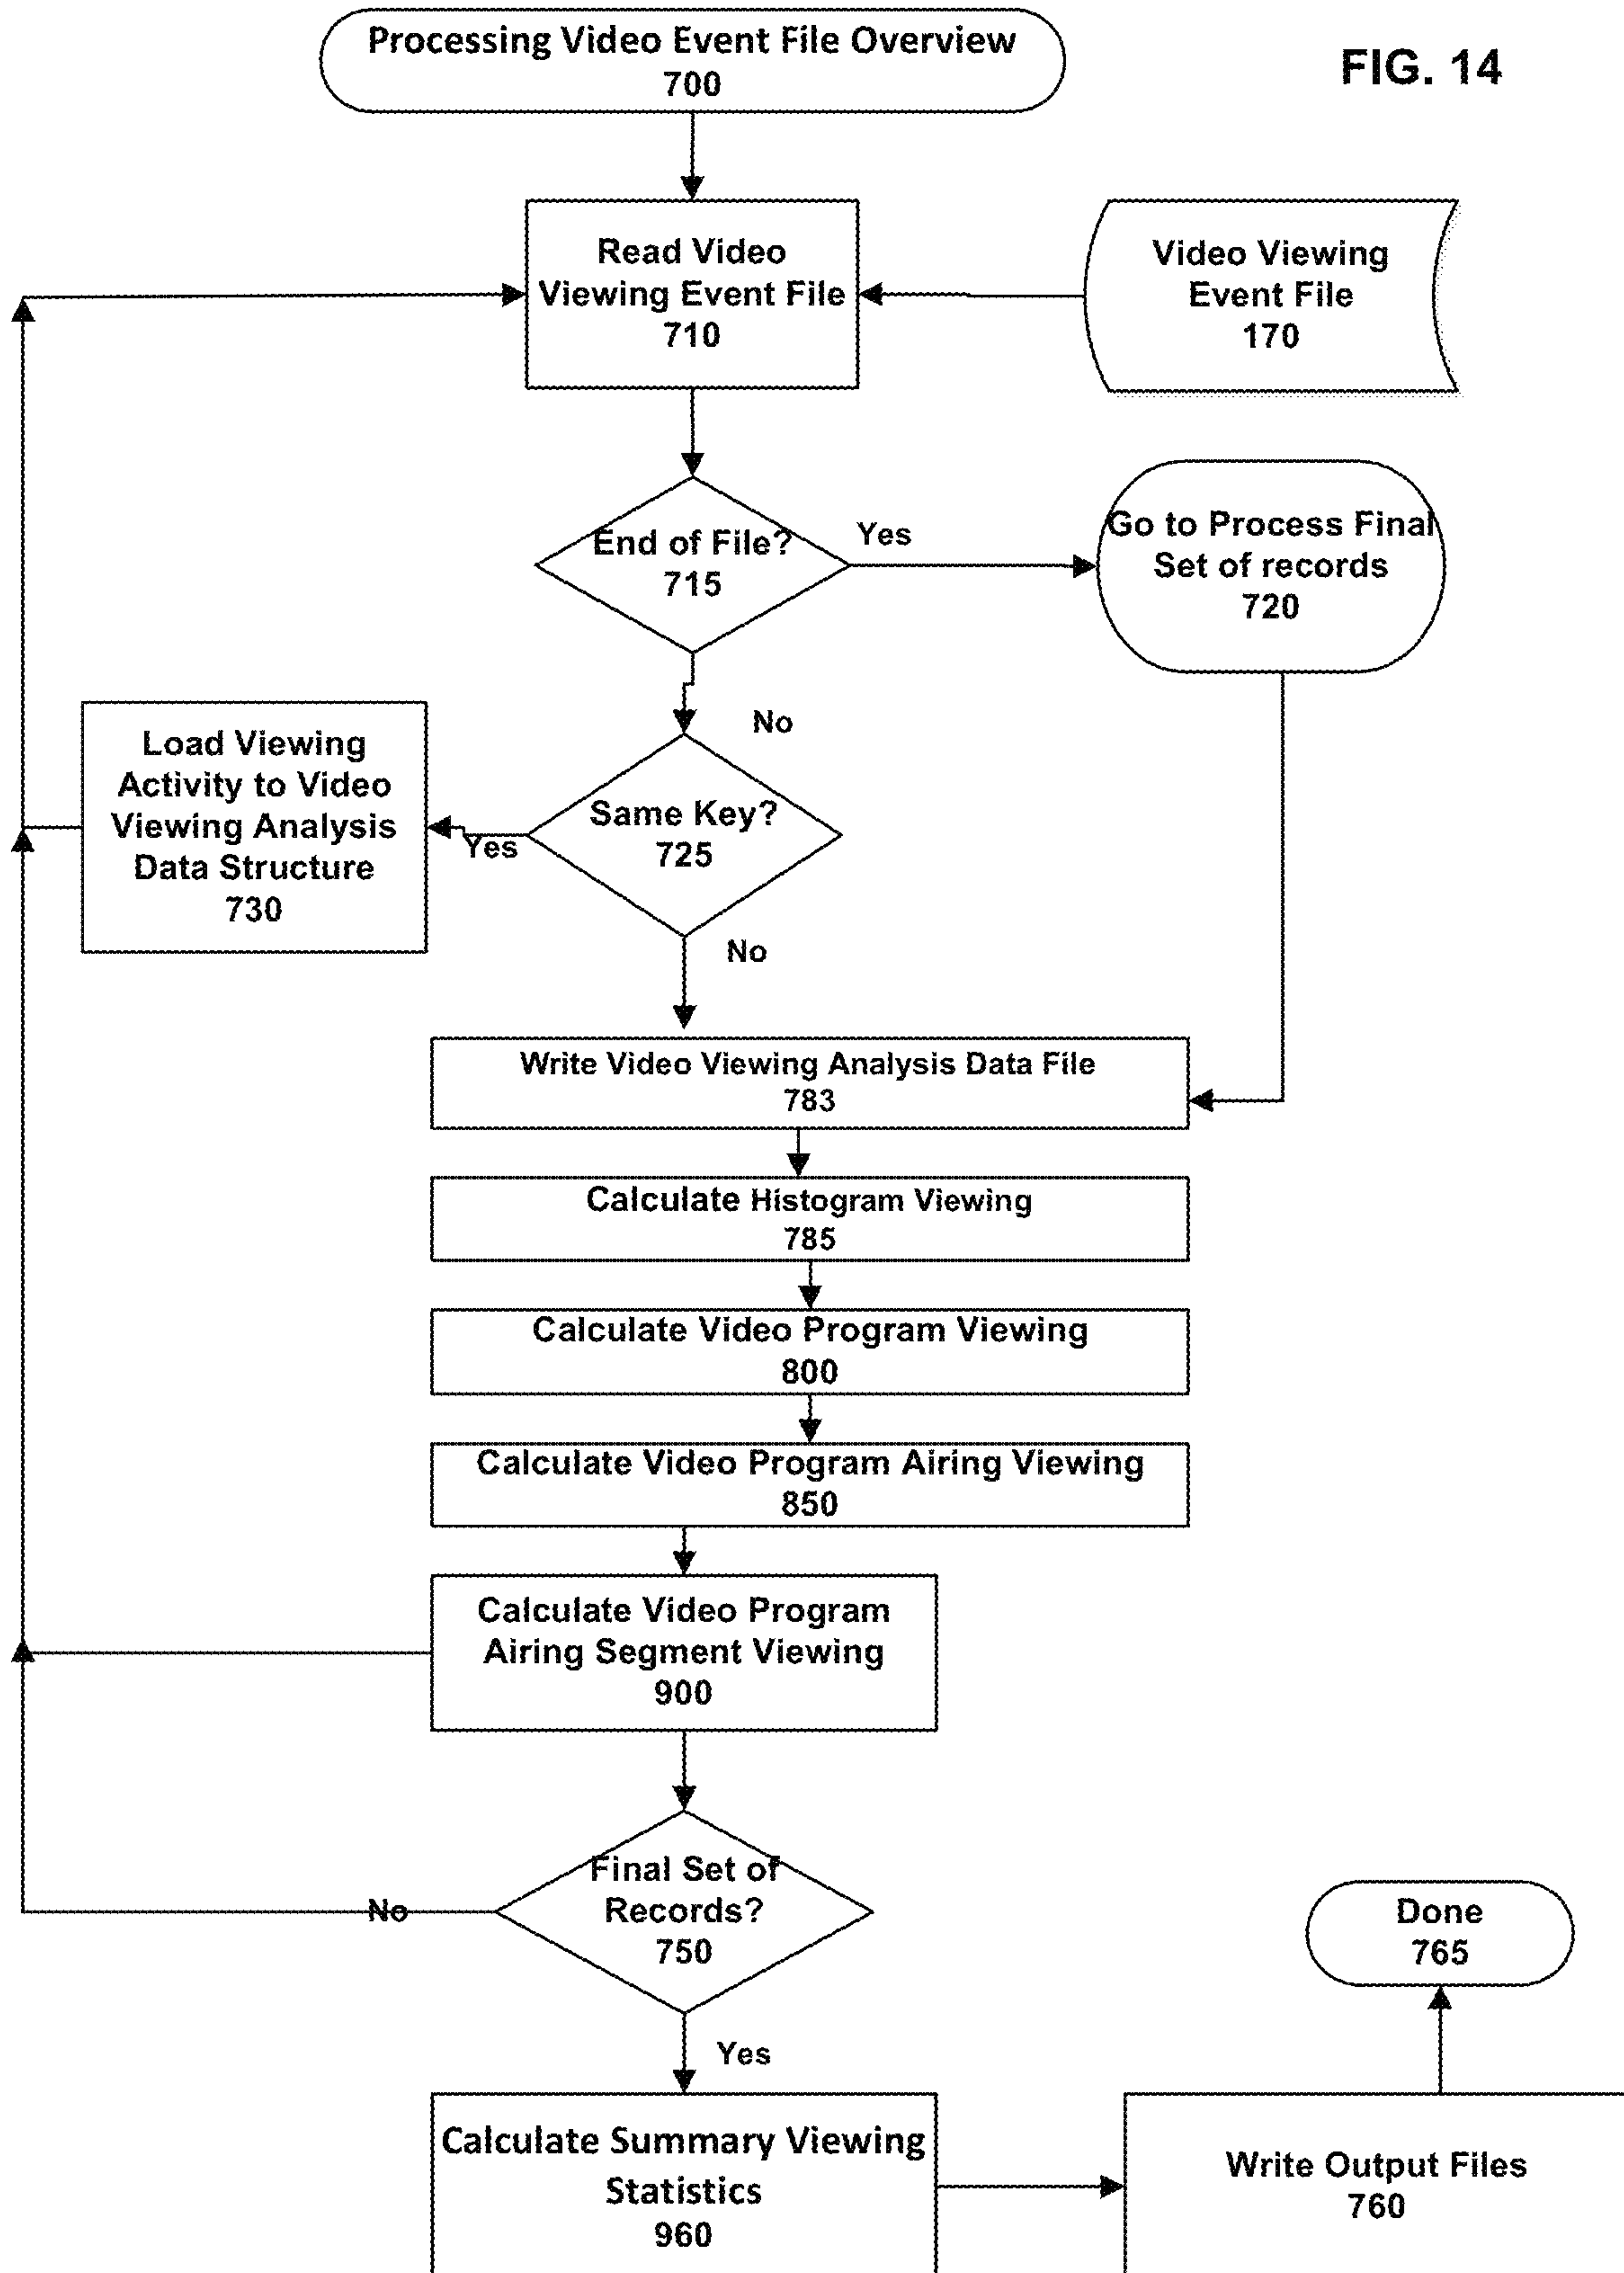 Processing Video Event File Overview
700
FIG. 14
Read Video
Viewing Event File
710
Video Viewing
Event File
170
End of File?
715
Yes
Go to Process Final
Set of records
720
No
Load Viewing
Activity to Video
Viewing Analysis
Data Structure
730
Yes
Same Key?
725
No
Write Video Viewing Analysis Data File
783
Calculate Histogram Viewing
785
Calculate Video Program Viewing
800
Calculate Video Program Airing Viewing
850
Calculate Video Program
Airing Segment Viewing
900
No
Final Set of
Records?
750
Done
765
Yes
Calculate Summary Viewing
Statistics
960
Write Output Files
760